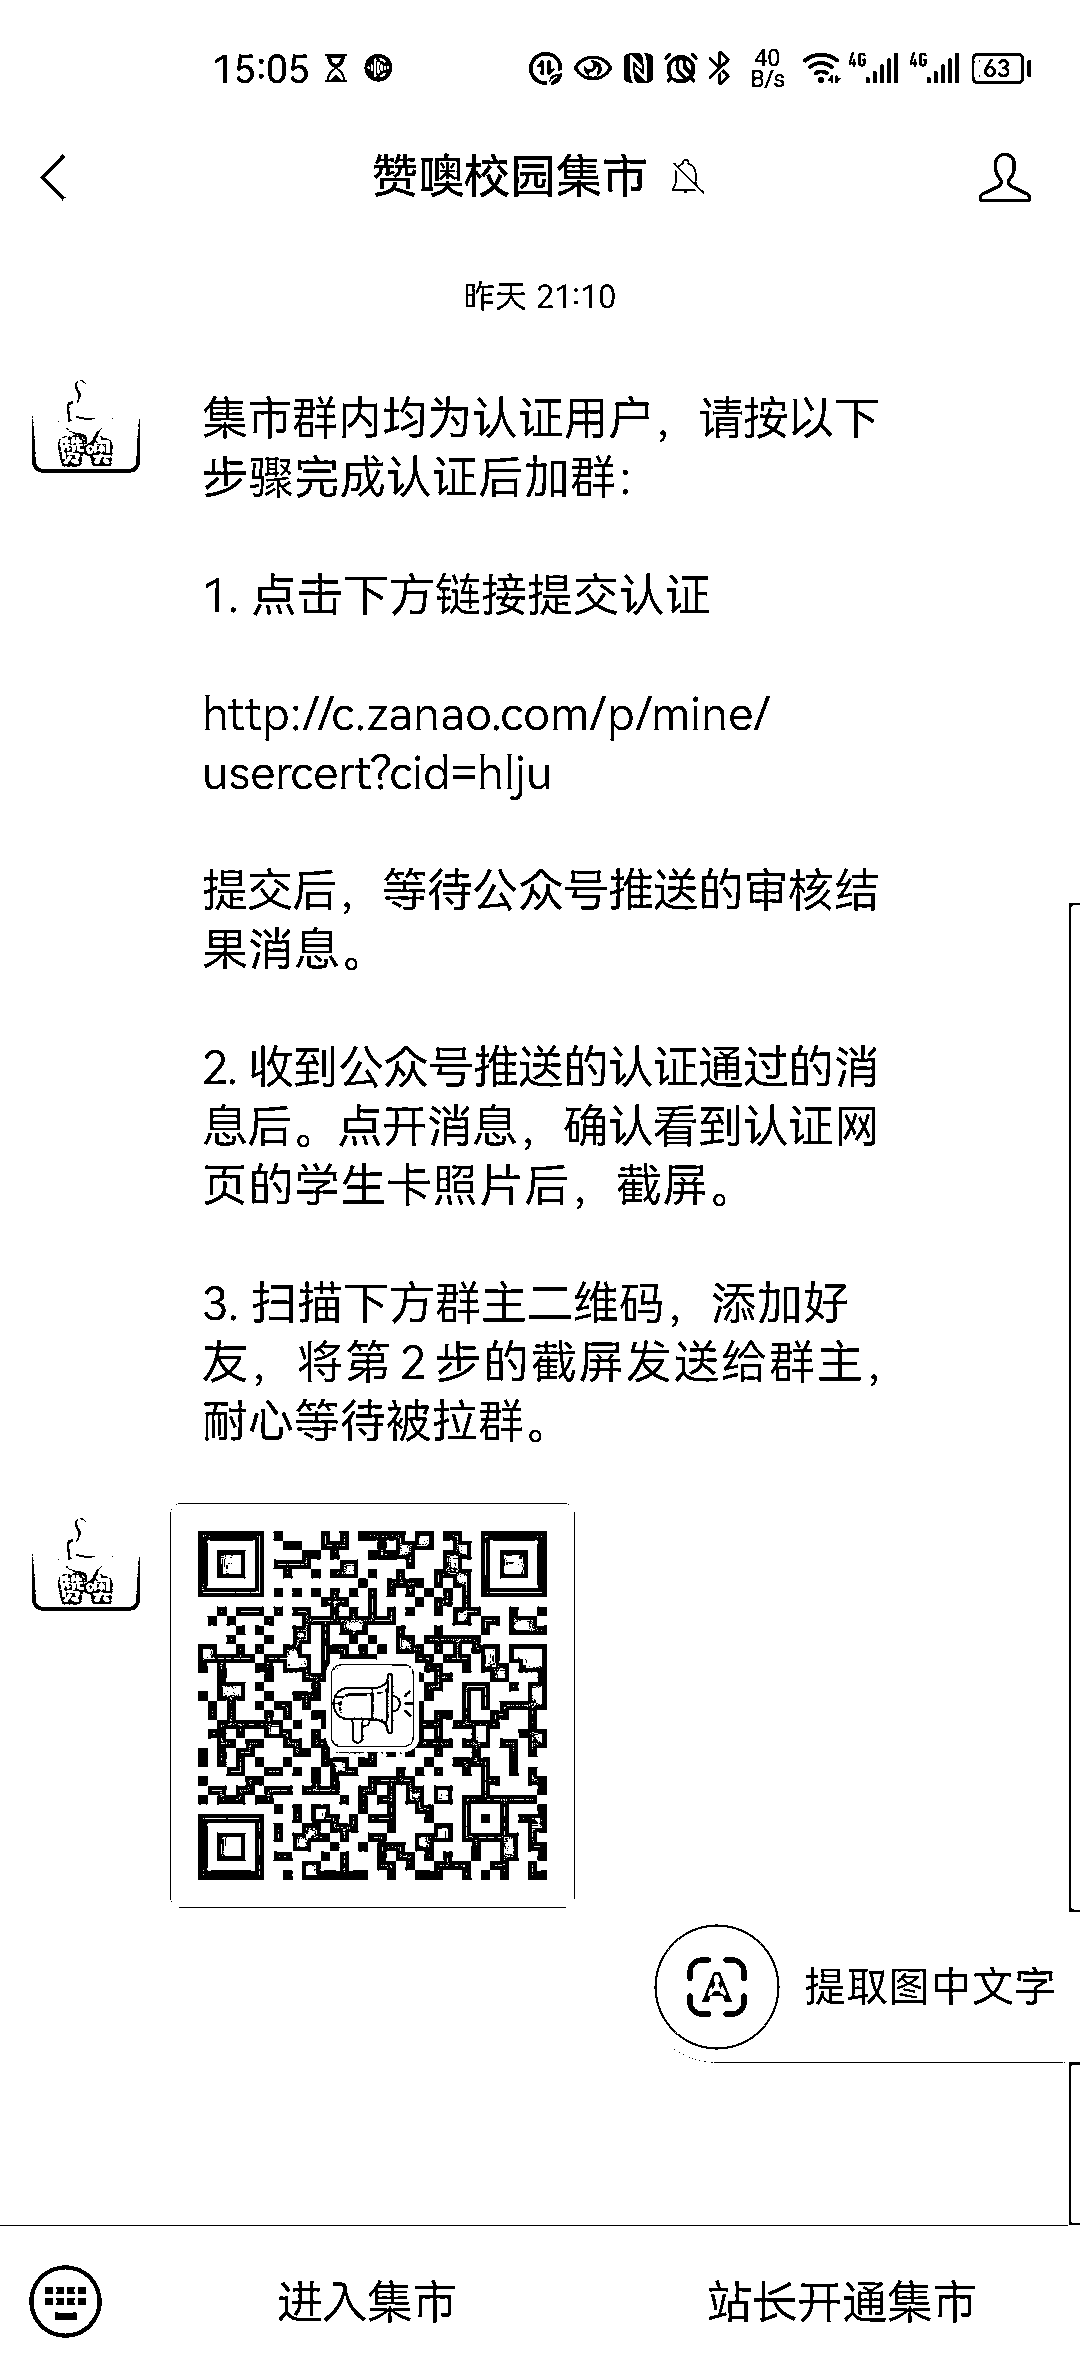 15:05
40
B/s
4G
4G
63
赞噢校园集市
昨天 21:10
集市群内均为认证用户，请按以下
步骤完成认证后加群：
1. 点击下方链接提交认证
http://c.zanao.com/p/mine/
usercert?cid=hlju
提交后，等待公众号推送的审核结
果消息。
2. 收到公众号推送的认证通过的消
息后。点开消息，确认看到认证网
页的学生卡照片后，截屏。
3. 扫描下方群主二维码，添加好
友，将第 2 步的截屏发送给群主，
耐心等待被拉群。
赞噢
赞噢
A
提取图中文字
进入集市
站长开通集市